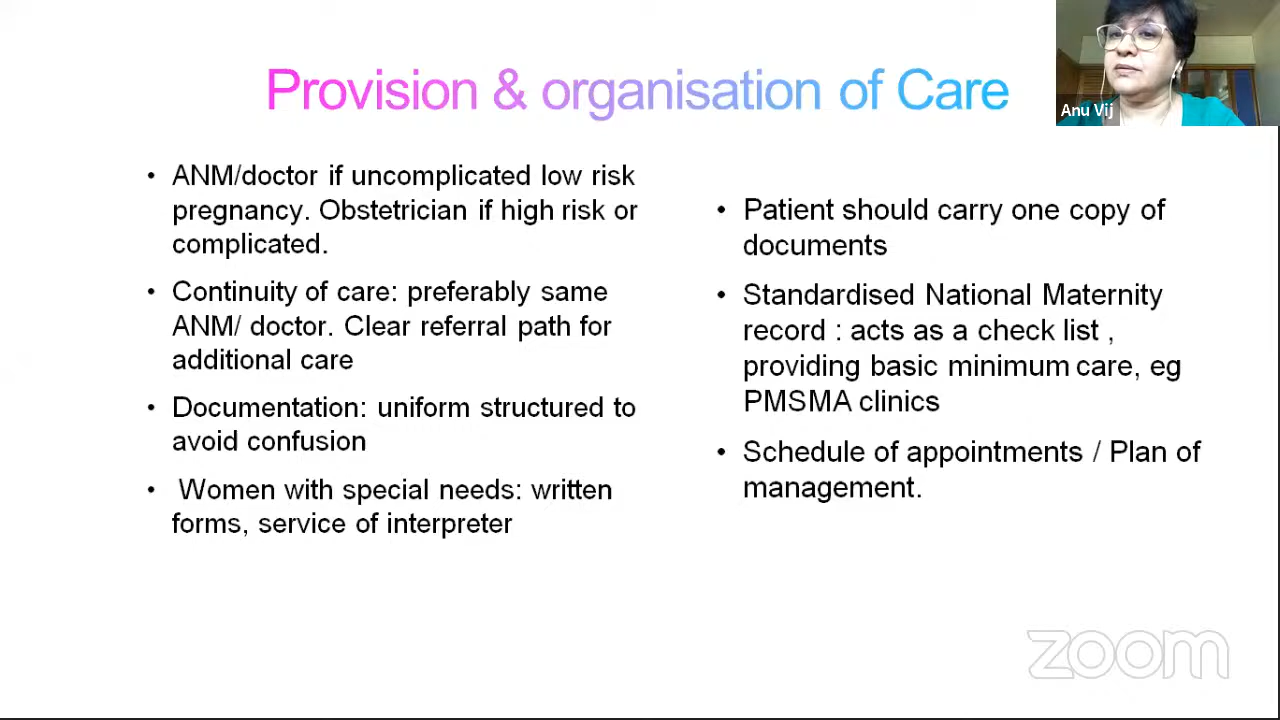 Provision & organisation of Care
Anu Vij
• ANM/doctor if uncomplicated low risk
pregnancy. Obstetrician if high risk or
complicated.
• Continuity of care: preferably same
ANM/ doctor. Clear referral path for
additional care
• Documentation: uniform structured to
avoid confusion
• Women with special needs: written
forms, service of interpreter
• Patient should carry one copy of
documents
• Standardised National Maternity
record : acts as a check list ,
providing basic minimum care, eg
PMSMA clinics
• Schedule of appointments / Plan of
management.
zoom